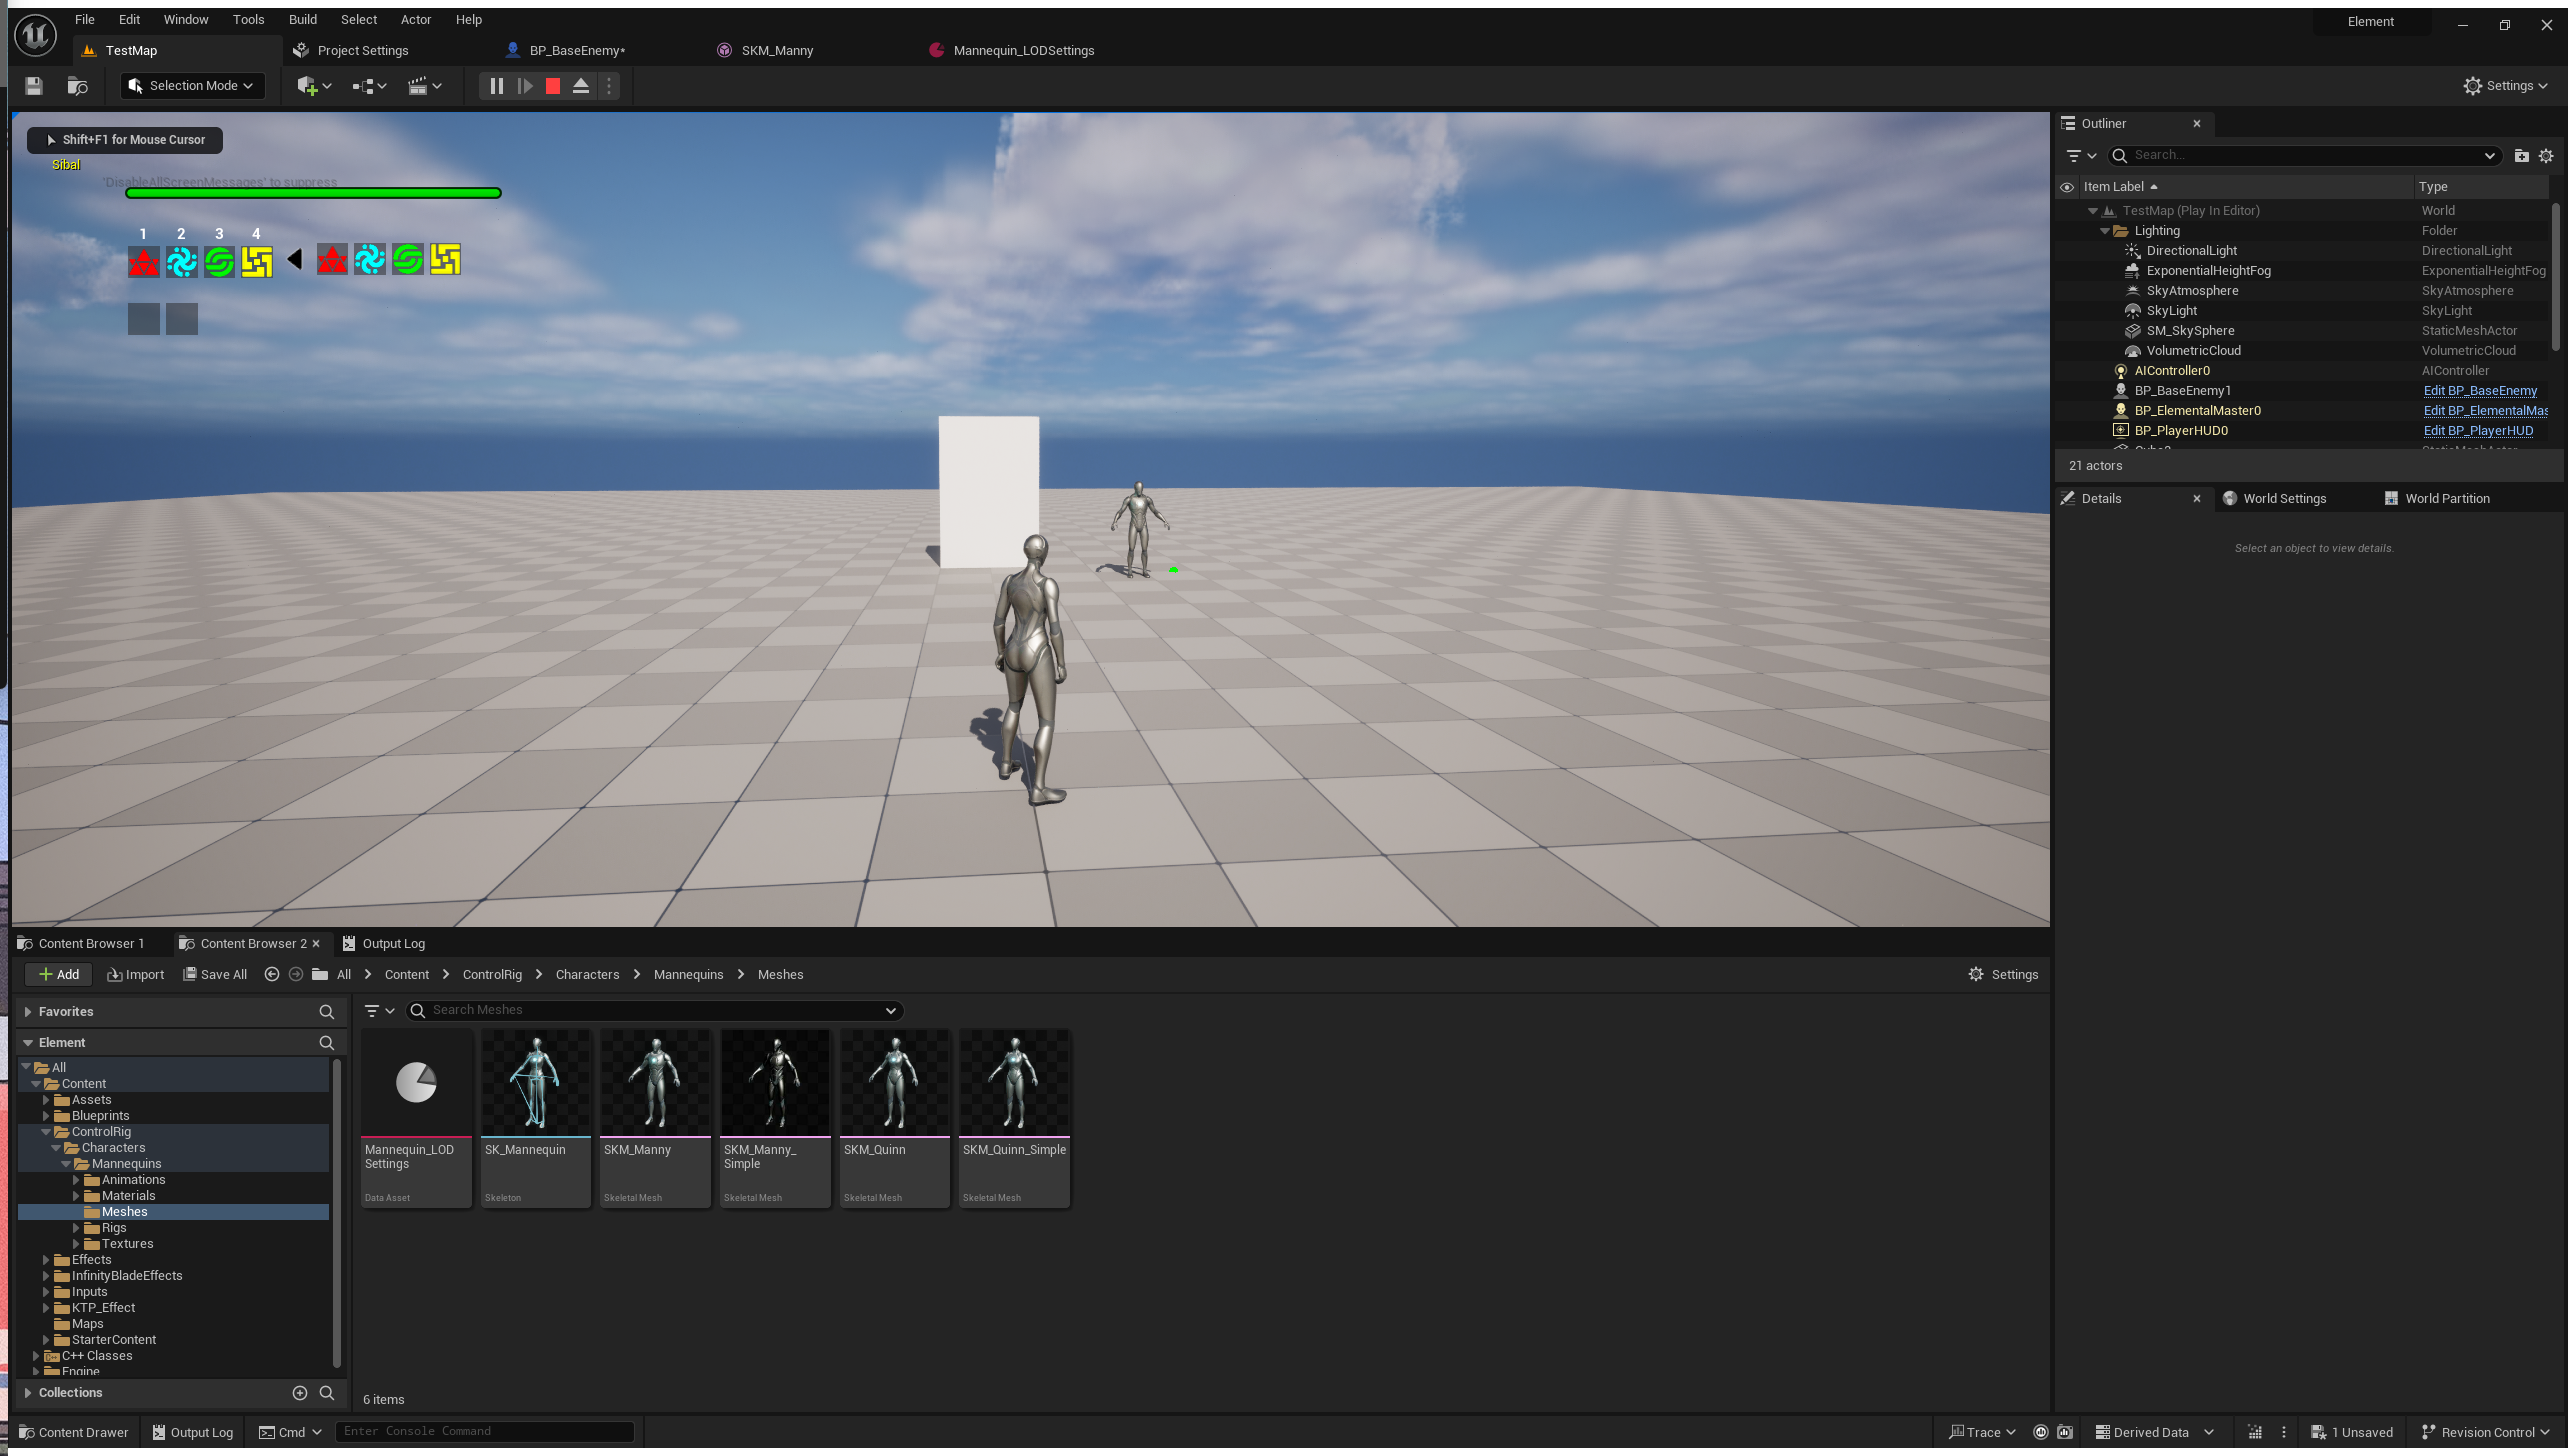 File Edit Window Tools Build Select Actor Help
Element
TestMap Project Settings BP_BaseEnemy* SKM_Manny Mannequin_LODSettings
Selection Mode
Settings
Shift+F1 for Mouse Cursor
Sibal
'DisableAllScreenMessages' to suppress
1 2 3 4
Outliner
Search...
Item Label Type
TestMap (Play In Editor) World
Lighting Folder
DirectionalLight DirectionalLight
ExponentialHeightFog ExponentialHeightFog
SkyAtmosphere SkyAtmosphere
SkyLight SkyLight
SM_SkySphere StaticMeshActor
VolumetricCloud VolumetricCloud
AIController0 AIController
BP_BaseEnemy1 Edit BP_BaseEnemy
BP_ElementalMaster0 Edit BP_ElementalMas
BP_PlayerHUD0 Edit BP_PlayerHUD
21 actors
Details World Settings World Partition
Select an object to view details.
Content Browser 1 Content Browser 2 Output Log
Add Import Save All All Content ControlRig Characters Mannequins Meshes Settings
Favorites
Search Meshes
Element
All
Content
Assets
Blueprints
ControlRig
Characters
Mannequins
Animations
Materials
Meshes
Rigs
Textures
Effects
InfinityBladeEffects
Inputs
KTP_Effect
Maps
StarterContent
C++ Classes
Engine
Collections
Mannequin_LOD
Settings
Data Asset
SK_Mannequin
Skeleton
SKM_Manny
Skeletal Mesh
SKM_Manny_
Simple
Skeletal Mesh
SKM_Quinn
Skeletal Mesh
SKM_Quinn_Simple
Skeletal Mesh
6 items
Content Drawer Output Log Cmd Enter Console Command Trace Derived Data 1 Unsaved Revision Control